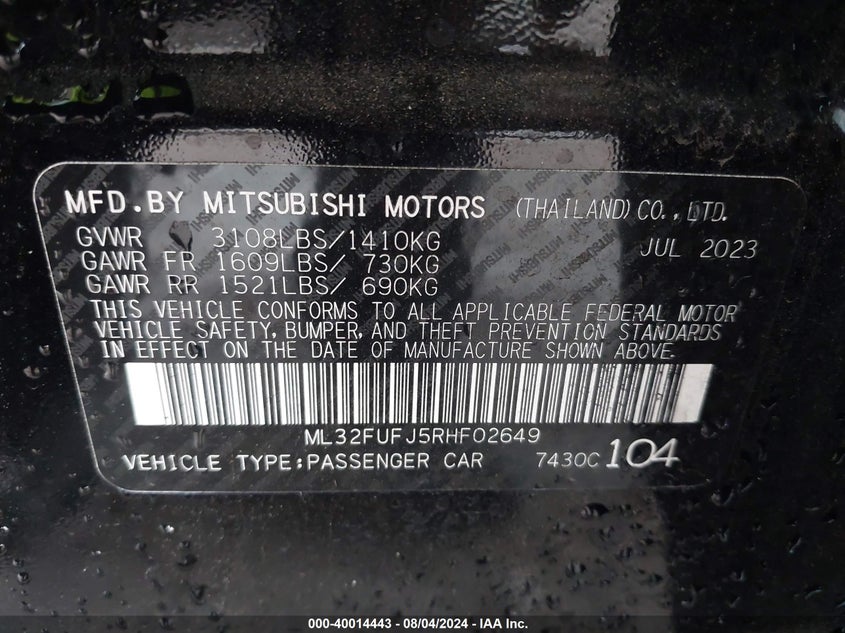 MFD.BY MITSUBISHI MOTORS (THAILAND) CO.,LTD.
GVWR 3108LBS/1410KG JUL 2023
GAWR FR 1609LBS/ 730KG
GAWR RR 1521LBS/ 690KG
THIS VEHICLE CONFORMS TO ALL APPLICABLE FEDERAL MOTOR
VEHICLE SAFETY, BUMPER, AND THEFT PREVENTION STANDARDS
IN EFFECT ON THE DATE OF MANUFACTURE SHOWN ABOVE.
ML32FUFJ5RHF02649
VEHICLE TYPE:PASSENGER CAR 7430C 104
000-40014443 - 08/04/2024 - IAA Inc.